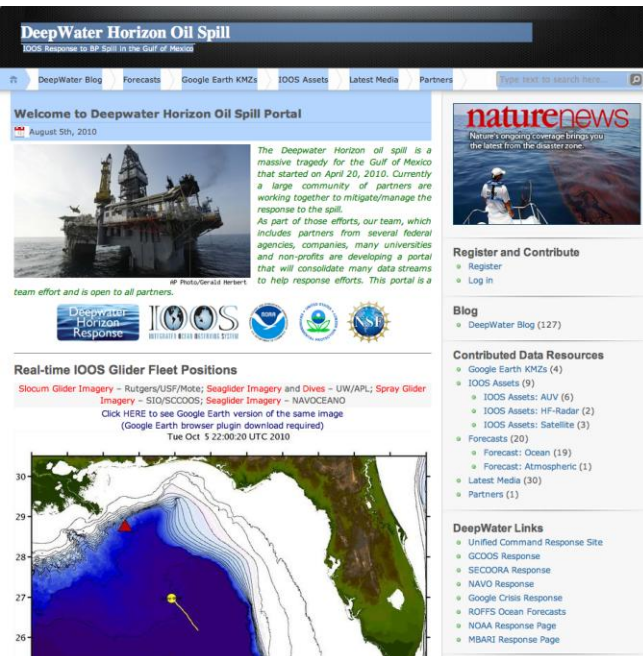 DeepWater Horizon Oil Spill
IOOS Response to BP Spill in the Gulf of Mexico
DeepWater Blog Forecasts Google Earth KMZs IOOS Assets Latest Media Partners Type text to search here...
Welcome to Deepwater Horizon Oil Spill Portal
August 5th, 2010
The Deepwater Horizon oil spill is a
massive tragedy for the Gulf of Mexico
that started on April 20, 2010. Currently
a large community of partners are
working together to mitigate/manage the
response to the spill.
As part of those efforts, our team, which
includes partners from several federal
agencies, companies, many universities
and non-profits are developing a portal
that will consolidate many data streams
to help response efforts. This portal is a
AP Photo/Gerald Herbert
team effort and is open to all partners.
Deepwater
Horizon
Response
IOOS
INTEGRATED OCEAN OBSERVING SYSTEM
NOAA
NSF
Real-time IOOS Glider Fleet Positions
Slocum Glider Imagery – Rutgers/USF/Mote; Seaglider Imagery and Dives – UW/APL; Spray Glider
Imagery – SIO/SCCOOS; Seaglider Imagery – NAVOCEANO
Click HERE to see Google Earth version of the same image
(Google Earth browser plugin download required)
Tue Oct 5 22:00:20 UTC 2010
30
29
28
27
26
naturenews
Nature's ongoing coverage brings you
the latest from the disaster zone.
Register and Contribute
Register
Log in
Blog
DeepWater Blog (127)
Contributed Data Resources
Google Earth KMZs (4)
IOOS Assets (9)
IOOS Assets: AUV (6)
IOOS Assets: HF-Radar (2)
IOOS Assets: Satellite (3)
Forecasts (20)
Forecast: Ocean (19)
Forecast: Atmospheric (1)
Latest Media (30)
Partners (1)
DeepWater Links
Unified Command Response Site
GCOOS Response
SECOORA Response
NAVO Response
Google Crisis Response
ROFFS Ocean Forecasts
NOAA Response Page
MBARI Response Page